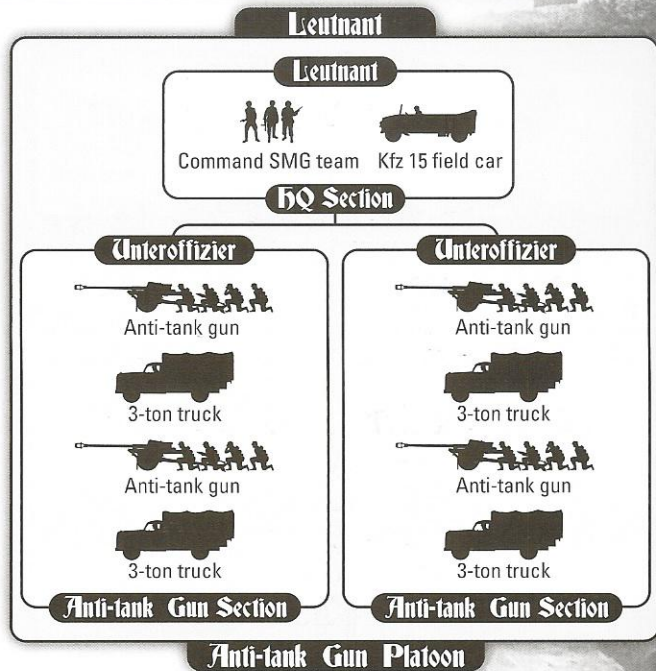 Leutnant
Leutnant
Command SMG team Kfz 15 field car
HQ Section
Unteroffizier Unteroffizier
Anti-tank gun Anti-tank gun
3-ton truck 3-ton truck
Anti-tank gun Anti-tank gun
3-ton truck 3-ton truck
Anti-tank Gun Section Anti-tank Gun Section
Anti-tank Gun Platoon